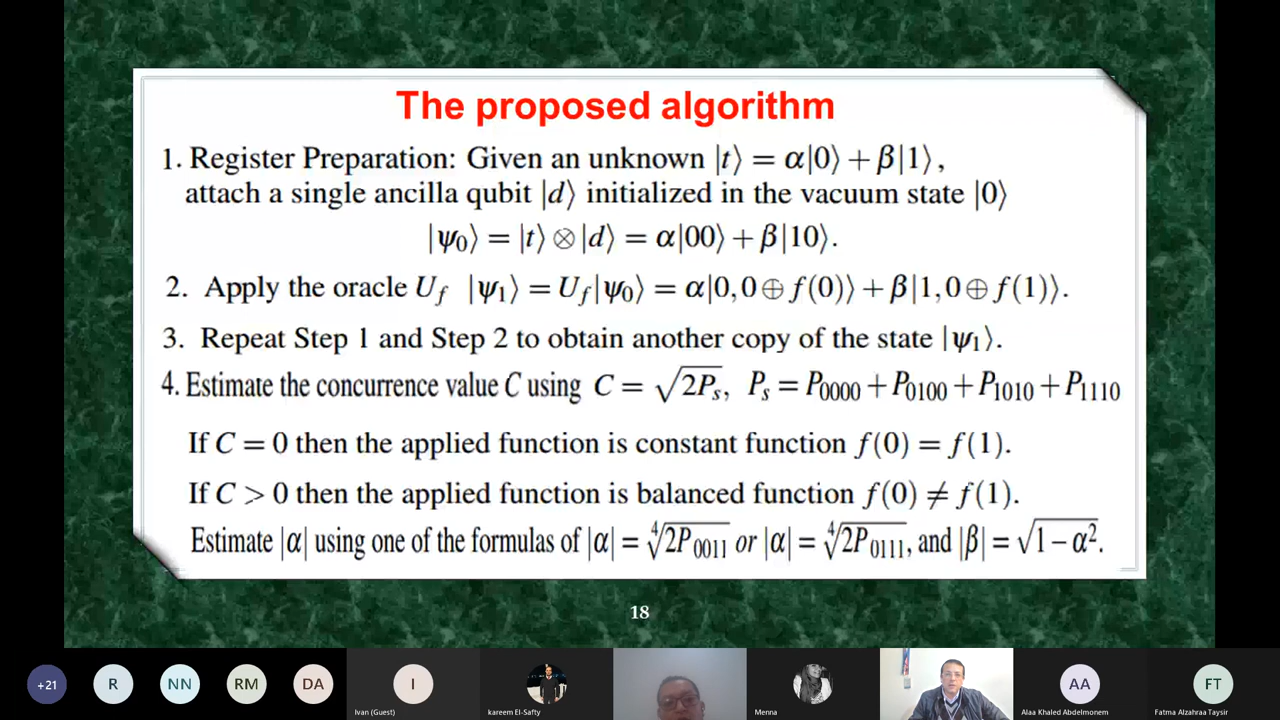 The proposed algorithm
1. Register Preparation: Given an unknown |t⟩ = α|0⟩ + β|1⟩,
attach a single ancilla qubit |d⟩ initialized in the vacuum state |0⟩
|ψ₀⟩ = |t⟩ ⊗ |d⟩ = α|00⟩ + β|10⟩.
2. Apply the oracle U_f |ψ₁⟩ = U_f|ψ₀⟩ = α|0, 0 ⊕ f(0)⟩ + β|1, 0 ⊕ f(1)⟩.
3. Repeat Step 1 and Step 2 to obtain another copy of the state |ψ₁⟩.
4. Estimate the concurrence value C using C = √(2P_s), P_s = P₀₀₀₀ + P₀₁₀₀ + P₁₀₁₀ + P₁₁₁₀
If C = 0 then the applied function is constant function f(0) = f(1).
If C > 0 then the applied function is balanced function f(0) ≠ f(1).
Estimate |α| using one of the formulas of |α| = ∜(2P₀₀₁₁) or |α| = ∜(2P₀₁₁₁), and |β| = √(1 − α²).
18
+21
R
NN
RM
DA
I
AA
FT
Ivan (Guest)
kareem El-Safty
Menna
Alaa Khaled Abdelmonem
Fatma Alzahraa Taysir